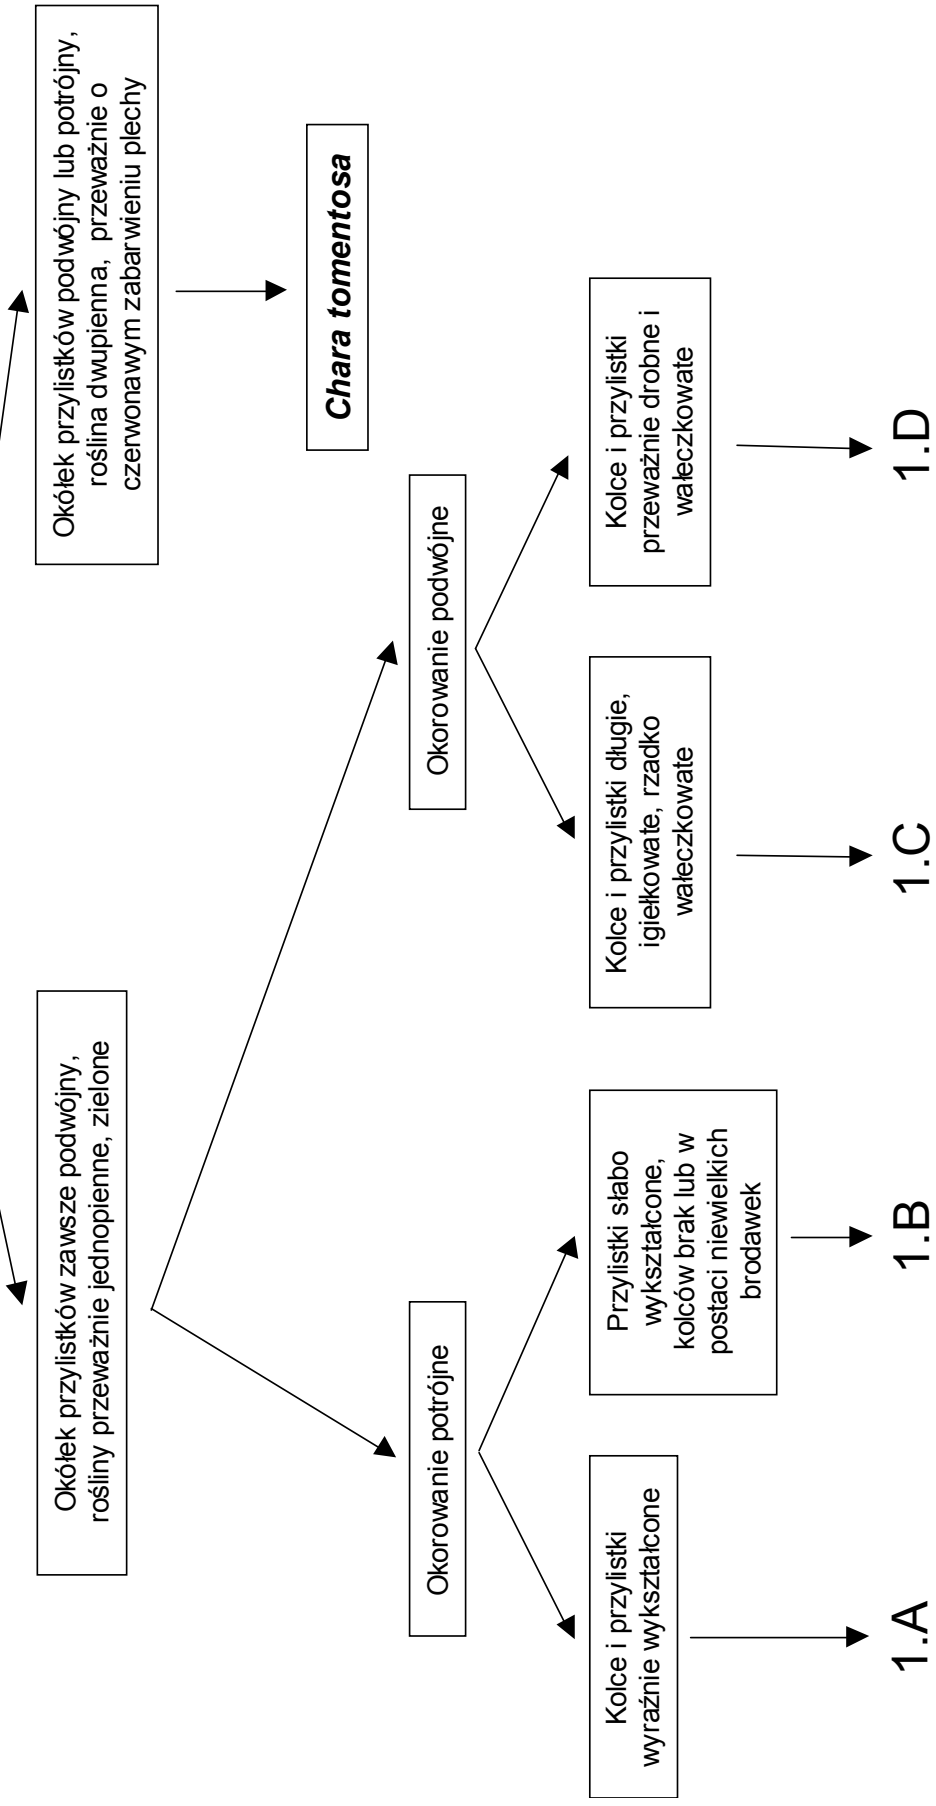 Okółek przylistków zawsze podwójny,
rośliny przeważnie jednopienne, zielone
Okółek przylistków podwójny lub potrójny,
roślina dwupienna, przeważnie o
czerwonawym zabarwieniu plechy
Chara tomentosa
Okorowanie potrójne
Okorowanie podwójne
Kolce i przylistki
wyraźnie wykształcone
Przylistki słabo
wykształcone,
kolców brak lub w
postaci niewielkich
brodawek
Kolce i przylistki długie,
igiełkowate, rzadko
wałeczkowate
Kolce i przylistki
przeważnie drobne i
wałeczkowate
1.A
1.B
1.C
1.D